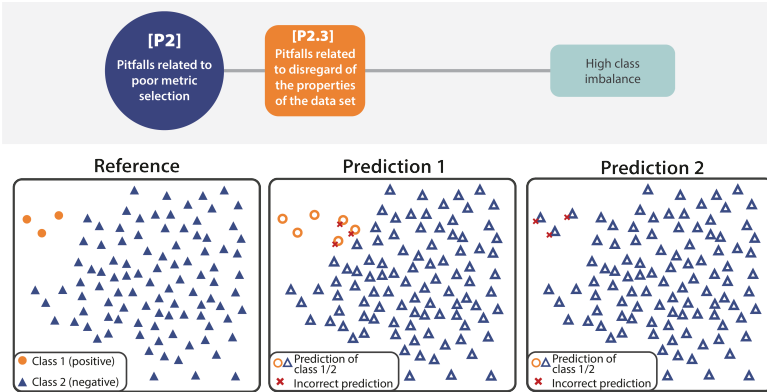 [P2]
Pitfalls related to
poor metric
selection
[P2.3]
Pitfalls related
to disregard of
the properties
of the data set
High class
imbalance
Reference
Prediction 1
Prediction 2
Class 1 (positive)
Class 2 (negative)
Prediction of
class 1/2
Incorrect prediction
Prediction of
class 1/2
Incorrect prediction